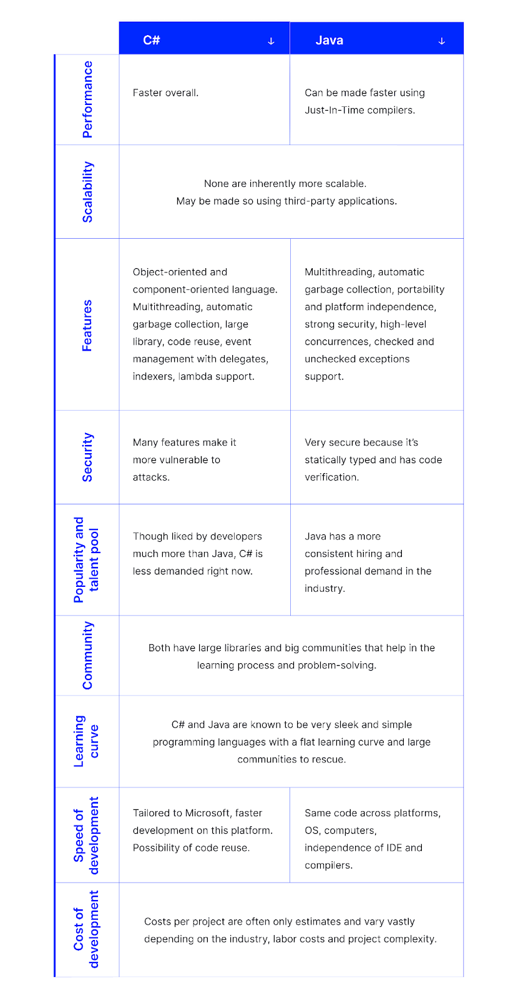 C# ↓
Java ↓
Performance
Faster overall.
Can be made faster using
Just-In-Time compilers.
Scalability
None are inherently more scalable.
May be made so using third-party applications.
Features
Object-oriented and
component-oriented language.
Multithreading, automatic
garbage collection, large
library, code reuse, event
management with delegates,
indexers, lambda support.
Multithreading, automatic
garbage collection, portability
and platform independence,
strong security, high-level
concurrences, checked and
unchecked exceptions
support.
Security
Many features make it
more vulnerable to
attacks.
Very secure because it's
statically typed and has code
verification.
Popularity and
talent pool
Though liked by developers
much more than Java, C# is
less demanded right now.
Java has a more
consistent hiring and
professional demand in the
industry.
Community
Both have large libraries and big communities that help in the
learning process and problem-solving.
Learning
curve
C# and Java are known to be very sleek and simple
programming languages with a flat learning curve and large
communities to rescue.
Speed of
development
Tailored to Microsoft, faster
development on this platform.
Possibility of code reuse.
Same code across platforms,
OS, computers,
independence of IDE and
compilers.
Cost of
development
Costs per project are often only estimates and vary vastly
depending on the industry, labor costs and project complexity.